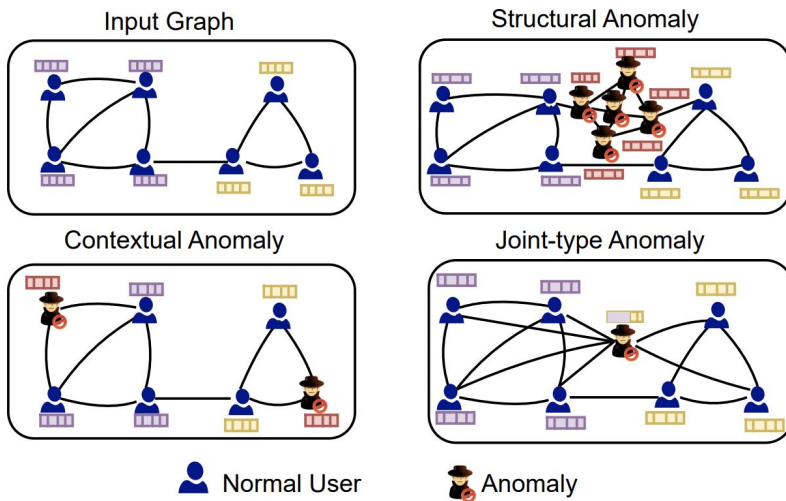 Input Graph
Structural Anomaly
Contextual Anomaly
Joint-type Anomaly
Normal User
Anomaly